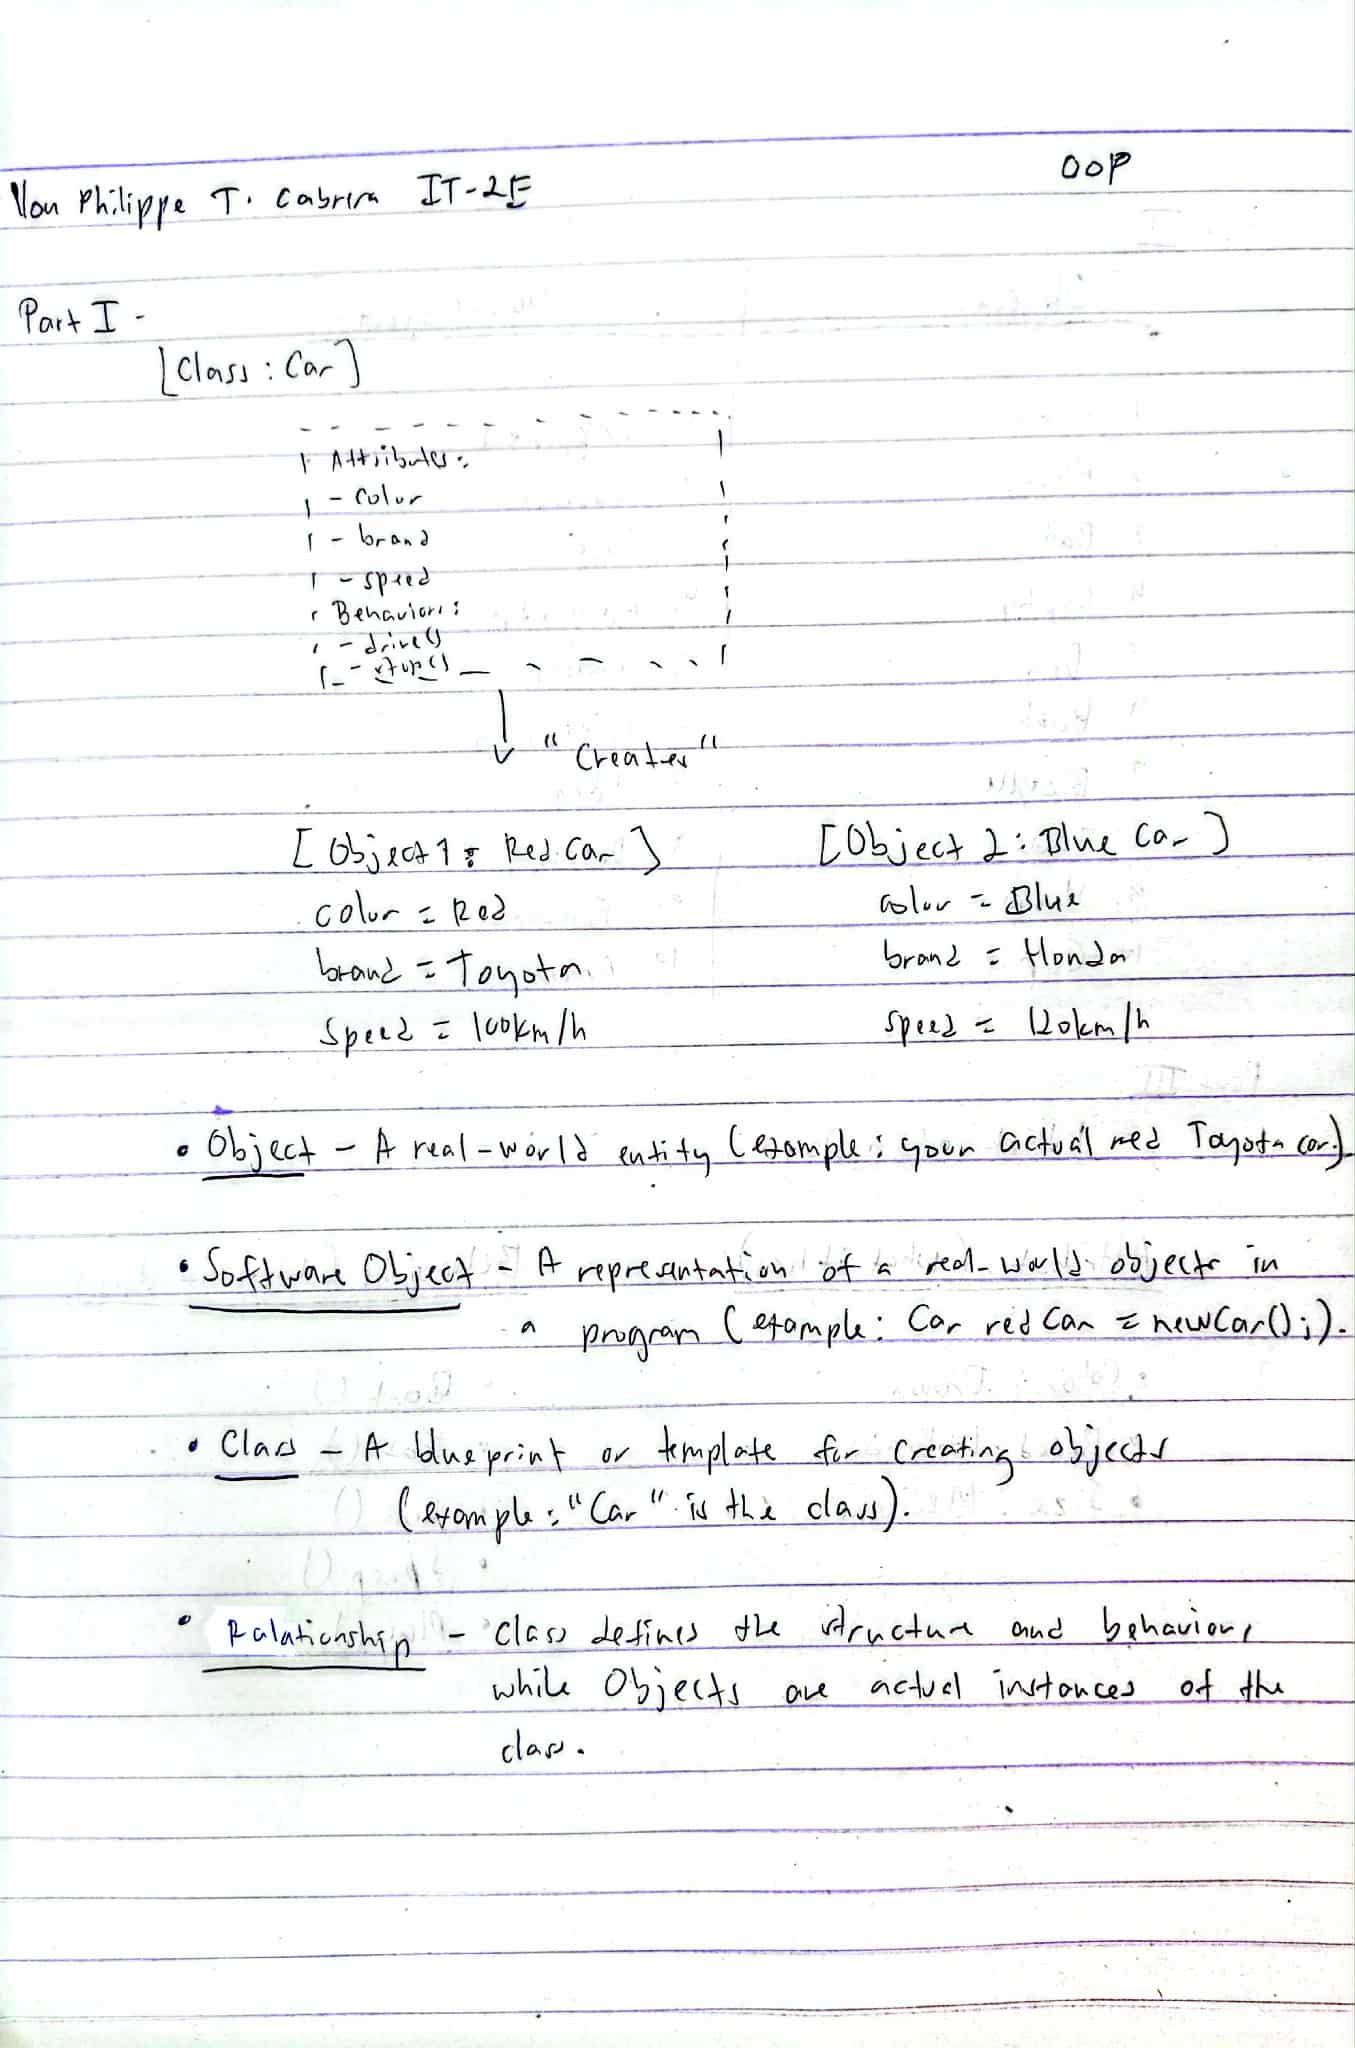 Von Philippe T. Cabrera IT-2E OOP
Part I -
[Class : Car]
Attributes:
- color
- brand
- speed
Behaviors:
- drive()
- stop()
"Creates"
[Object 1 : Red Car] [Object 2 : Blue Car]
color = Red color = Blue
brand = Toyota brand = Honda
Speed = 100km/h speed = 120km/h
• Object - A real-world entity (example: your actual red Toyota car.)
• Software Object - A representation of a real-world objects in
a program (example: Car red Car = newCar();).
• Class - A blueprint or template for creating objects
(example: "Car" is the class).
• Relationship - class defines the structure and behavior,
while Objects are actual instances of the
class.